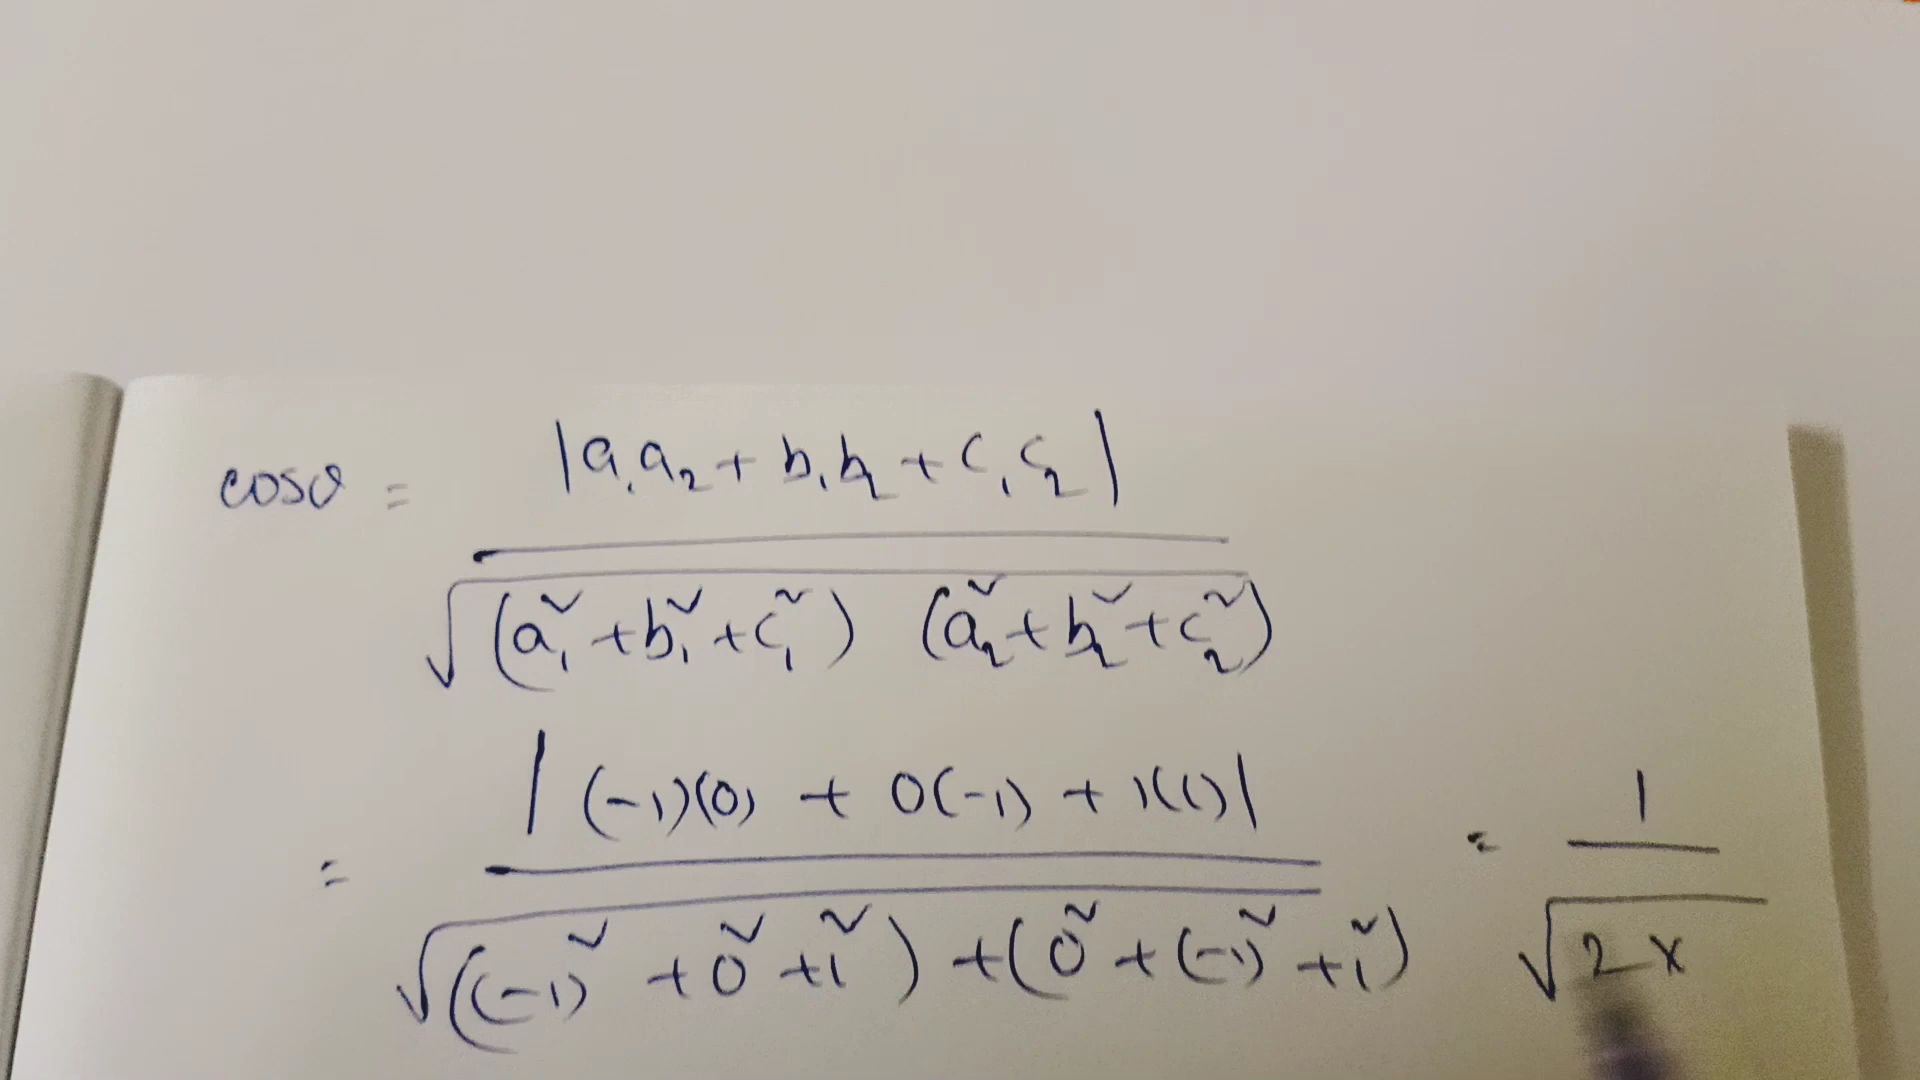 cosθ = |a₁a₂ + b₁b₂ + c₁c₂| / √((a₁² + b₁² + c₁²) (a₂² + b₂² + c₂²))
= |(-1)(0) + 0(-1) + 1(1)| / √((-1)² + 0² + 1²) + (0² + (-1)² + 1²) = 1 / √(2 ×